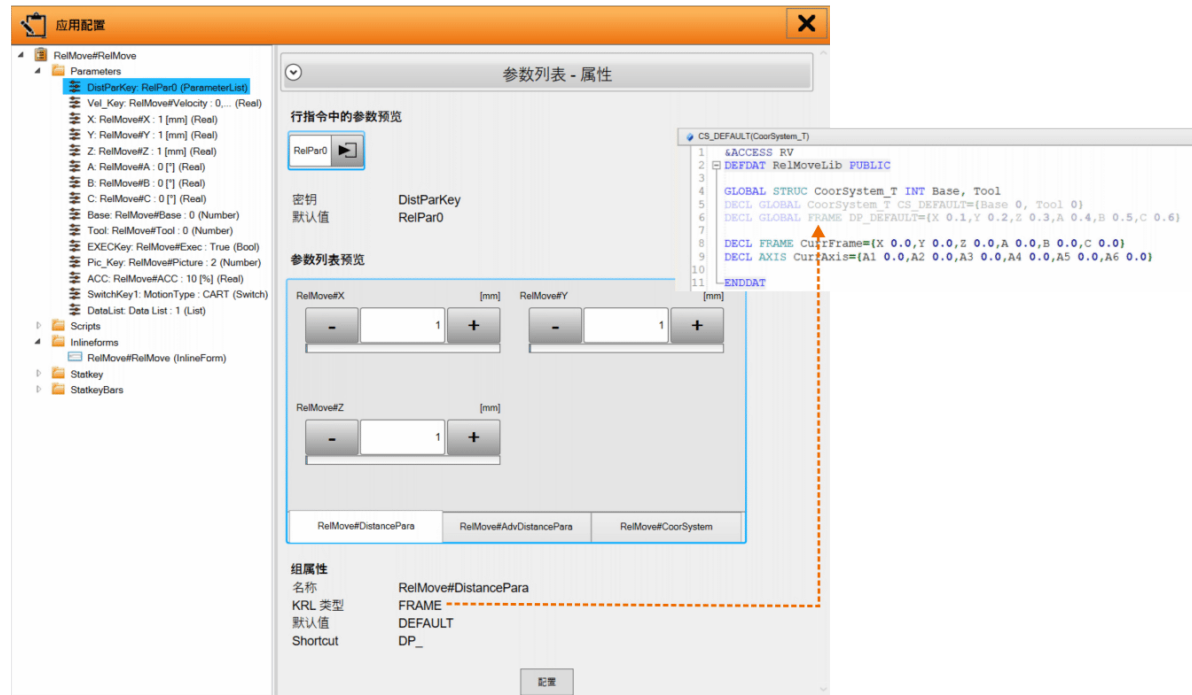 应用配置
RelMove#RelMove
Parameters
DistParKey: RelPar0 (ParameterList)
Vel_Key: RelMove#Velocity : 0,... (Real)
X: RelMove#X : 1 [mm] (Real)
Y: RelMove#Y : 1 [mm] (Real)
Z: RelMove#Z : 1 [mm] (Real)
A: RelMove#A : 0 [°] (Real)
B: RelMove#B : 0 [°] (Real)
C: RelMove#C : 0 [°] (Real)
Base: RelMove#Base : 0 (Number)
Tool: RelMove#Tool : 0 (Number)
EXECKey: RelMove#Exec : True (Bool)
Pic_Key: RelMove#Picture : 2 (Number)
ACC: RelMove#ACC : 10 [%] (Real)
SwitchKey1: MotionType : CART (Switch)
DataList: Data List : 1 (List)
Scripts
Inlineforms
RelMove#RelMove (InlineForm)
Statkey
StatkeyBars
参数列表 - 属性
行指令中的参数预览
RelPar0
密钥 DistParKey
默认值 RelPar0
参数列表预览
RelMove#X [mm] RelMove#Y [mm]
- 1 + - 1 +
RelMove#Z [mm]
- 1 +
RelMove#DistancePara RelMove#AdvDistancePara RelMove#CoorSystem
组属性
名称 RelMove#DistancePara
KRL 类型 FRAME
默认值 DEFAULT
Shortcut DP_
配置
CS_DEFAULT(CoorSystem_T)
1 &ACCESS RV
2 DEFDAT RelMoveLib PUBLIC
3
4 GLOBAL STRUC CoorSystem_T INT Base, Tool
5 DECL GLOBAL CoorSystem_T CS_DEFAULT={Base 0, Tool 0}
6 DECL GLOBAL FRAME DP_DEFAULT={X 0.1,Y 0.2,Z 0.3,A 0.4,B 0.5,C 0.6}
7
8 DECL FRAME CurrFrame={X 0.0,Y 0.0,Z 0.0,A 0.0,B 0.0,C 0.0}
9 DECL AXIS CurrAxis={A1 0.0,A2 0.0,A3 0.0,A4 0.0,A5 0.0,A6 0.0}
10
11 ENDDAT